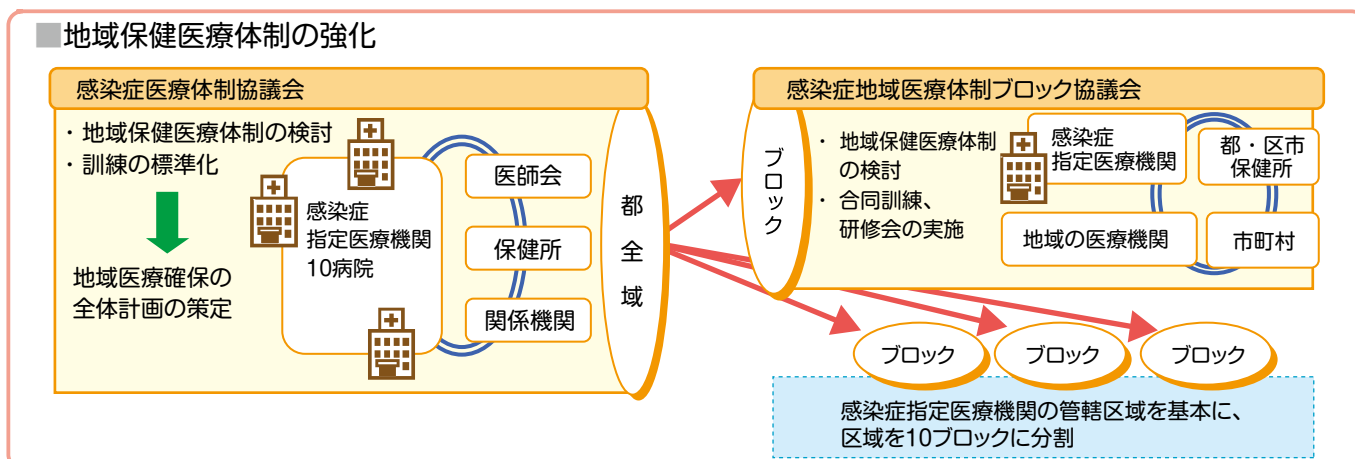 ■地域保健医療体制の強化
感染症医療体制協議会
・地域保健医療体制の検討
・訓練の標準化
地域医療確保の
全体計画の策定
感染症
指定医療機関
10病院
医師会
保健所
関係機関
都全域
感染症地域医療体制ブロック協議会
ブロック
・地域保健医療体制
の検討
・合同訓練、
研修会の実施
感染症
指定医療機関
都・区市
保健所
地域の医療機関
市町村
ブロック
ブロック
ブロック
感染症指定医療機関の管轄区域を基本に、
区域を10ブロックに分割